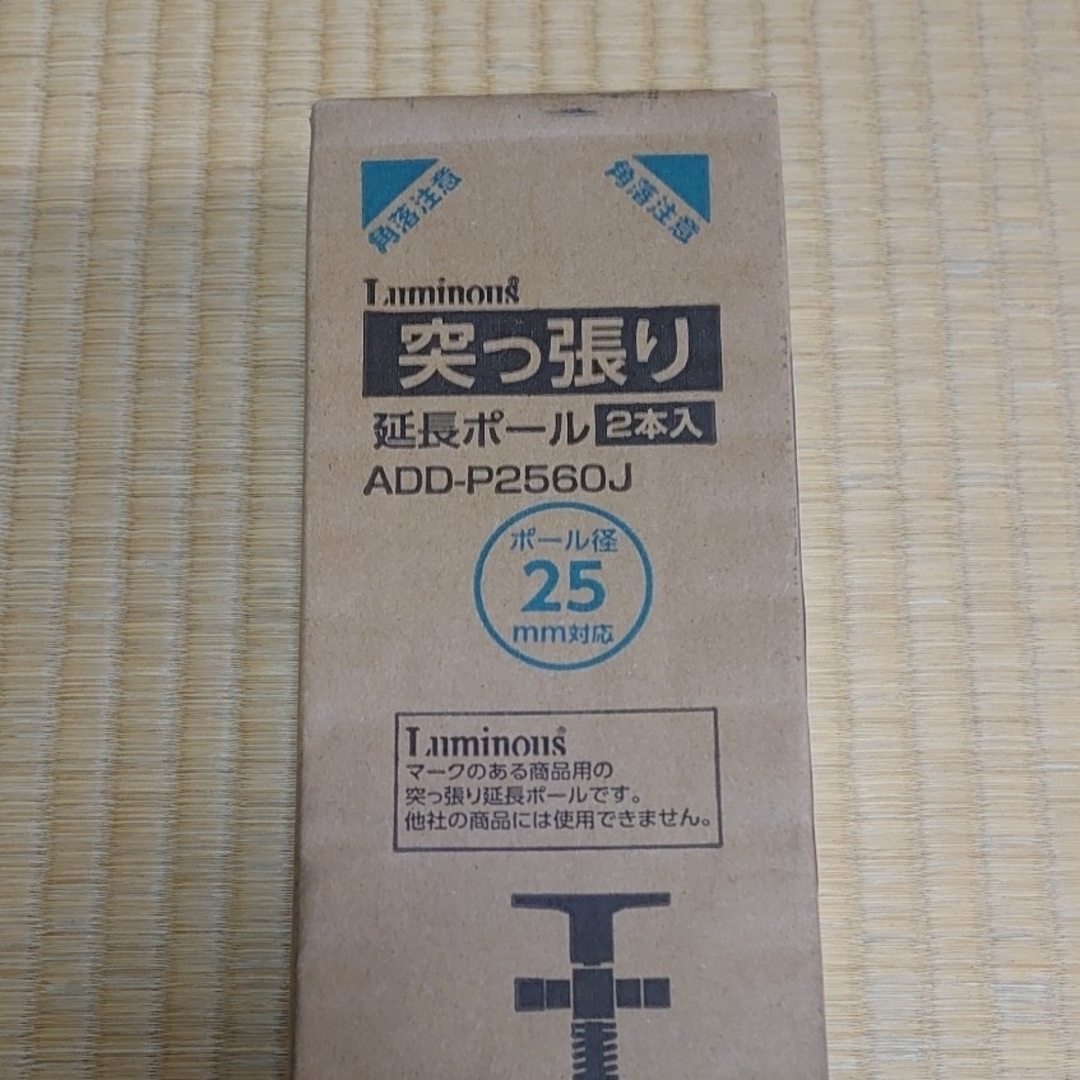 角落注意
角落注意
Luminous®
突っ張り
延長ポール 2本入
ADD-P2560J
ポール径
25
mm対応
Luminous®
マークのある商品用の
突っ張り延長ポールです。
他社の商品には使用できません。